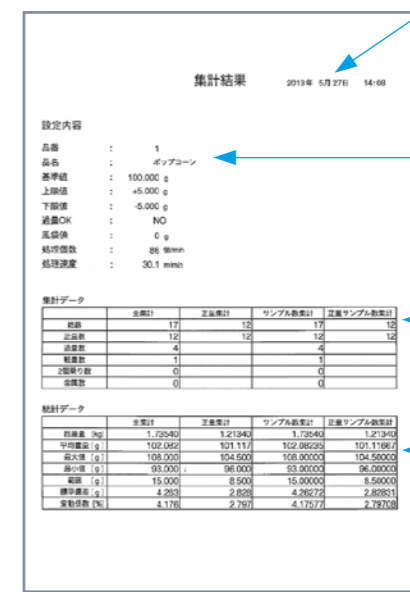 集計結果 2013年 5月27日 14:08
設定内容
品番 : 1
品名 : ポップコーン
基準値 : 100.000 g
上限値 : +5.000 g
下限値 : -5.000 g
過量OK : NO
風袋値 : 0 g
処理個数 : 86 個/min
処理速度 : 30.1 m/min
集計データ
全集計 正量集計 サンプル数集計 正量サンプル数集計
総数 17 12 17 12
正量数 12 12 12 12
過量数 4 4
軽量数 1 1
2個乗り数 0 0
金属数 0 0
統計データ
全集計 正量集計 サンプル数集計 正量サンプル数集計
総重量 [kg] 1.73540 1.21340 1.73540 1.21340
平均重量 [g] 102.082 101.117 102.08235 101.11667
最大値 [g] 108.000 104.500 108.00000 104.50000
最小値 [g] 93.000 96.000 93.00000 96.00000
範囲 [g] 15.000 8.500 15.00000 8.50000
標準偏差 [g] 4.263 2.828 4.26272 2.82831
変動係数 [%] 4.176 2.797 4.17577 2.79708